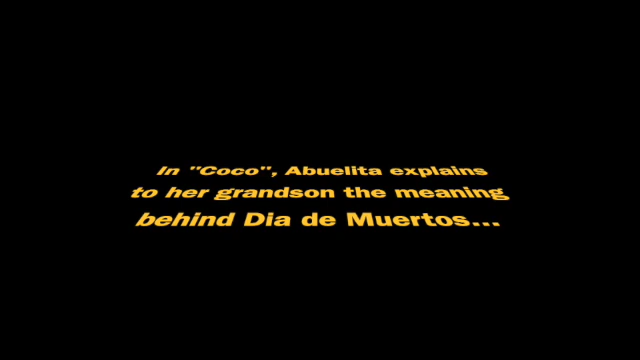 In "Coco", Abuelita explains
to her grandson the meaning
behind Dia de Muertos...